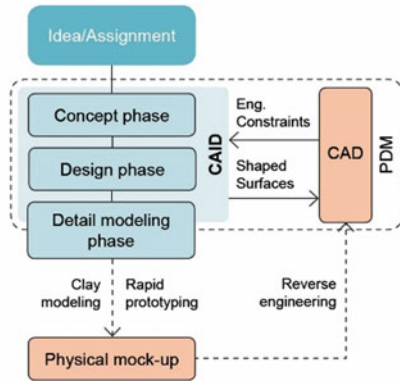 Idea/Assignment
Concept phase
Design phase
Detail modeling
phase
CAID
Eng.
Constraints
Shaped
Surfaces
CAD
PDM
Clay
modeling
Rapid
prototyping
Reverse
engineering
Physical mock-up